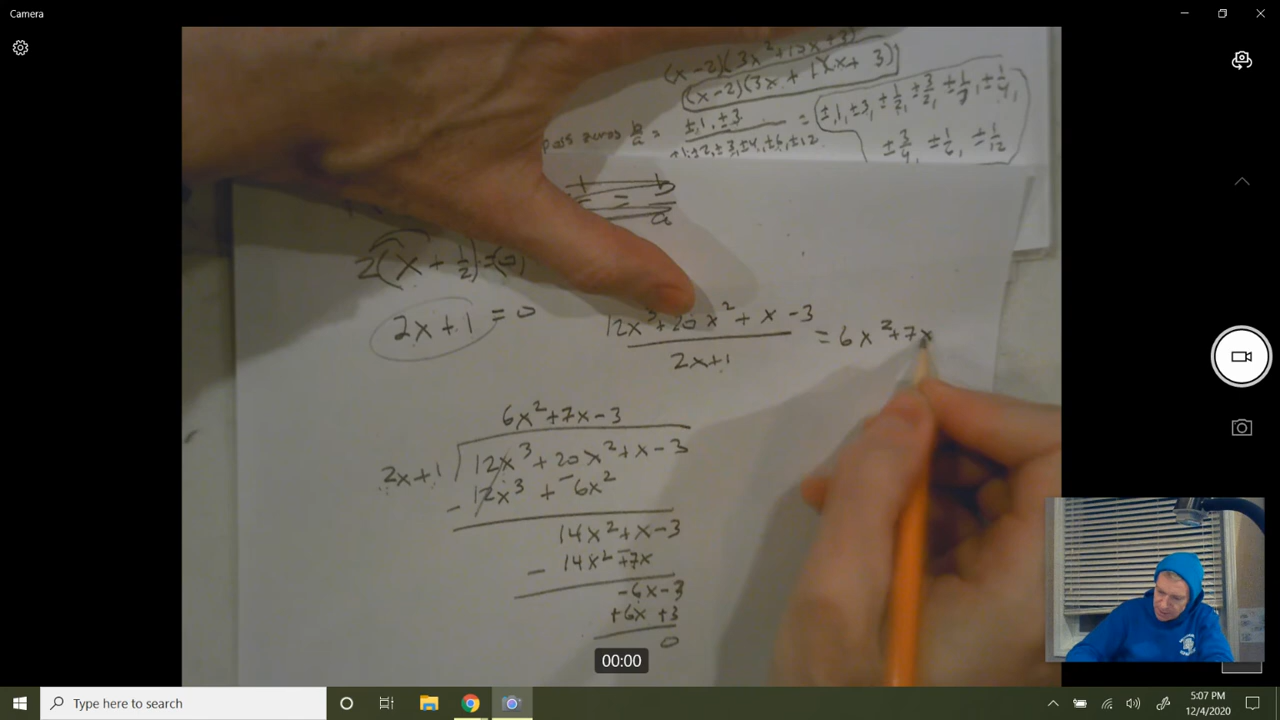 Camera
(x-2)(3x²+10x+3)
(x-2)(3x+1)(x+3)
poss zeros b/a = ±1, ±3 / ±1, ±2, ±3, ±4, ±6, ±12 = ±1, ±3, ±1/2, ±3/2, ±1/3, ±1/4,
±3/4, ±1/6, ±1/12
= b/a
2(x+1/2)=(0)
2x+1 = 0
12x³+20x²+x-3 / 2x+1 = 6x²+7x
6x²+7x-3
2x+1 12x³+20x²+x-3
- 12x³ + 6x²
14x²+x-3
- 14x² +7x
-6x-3
+6x +3
0
00:00
Type here to search
5:07 PM
12/4/2020